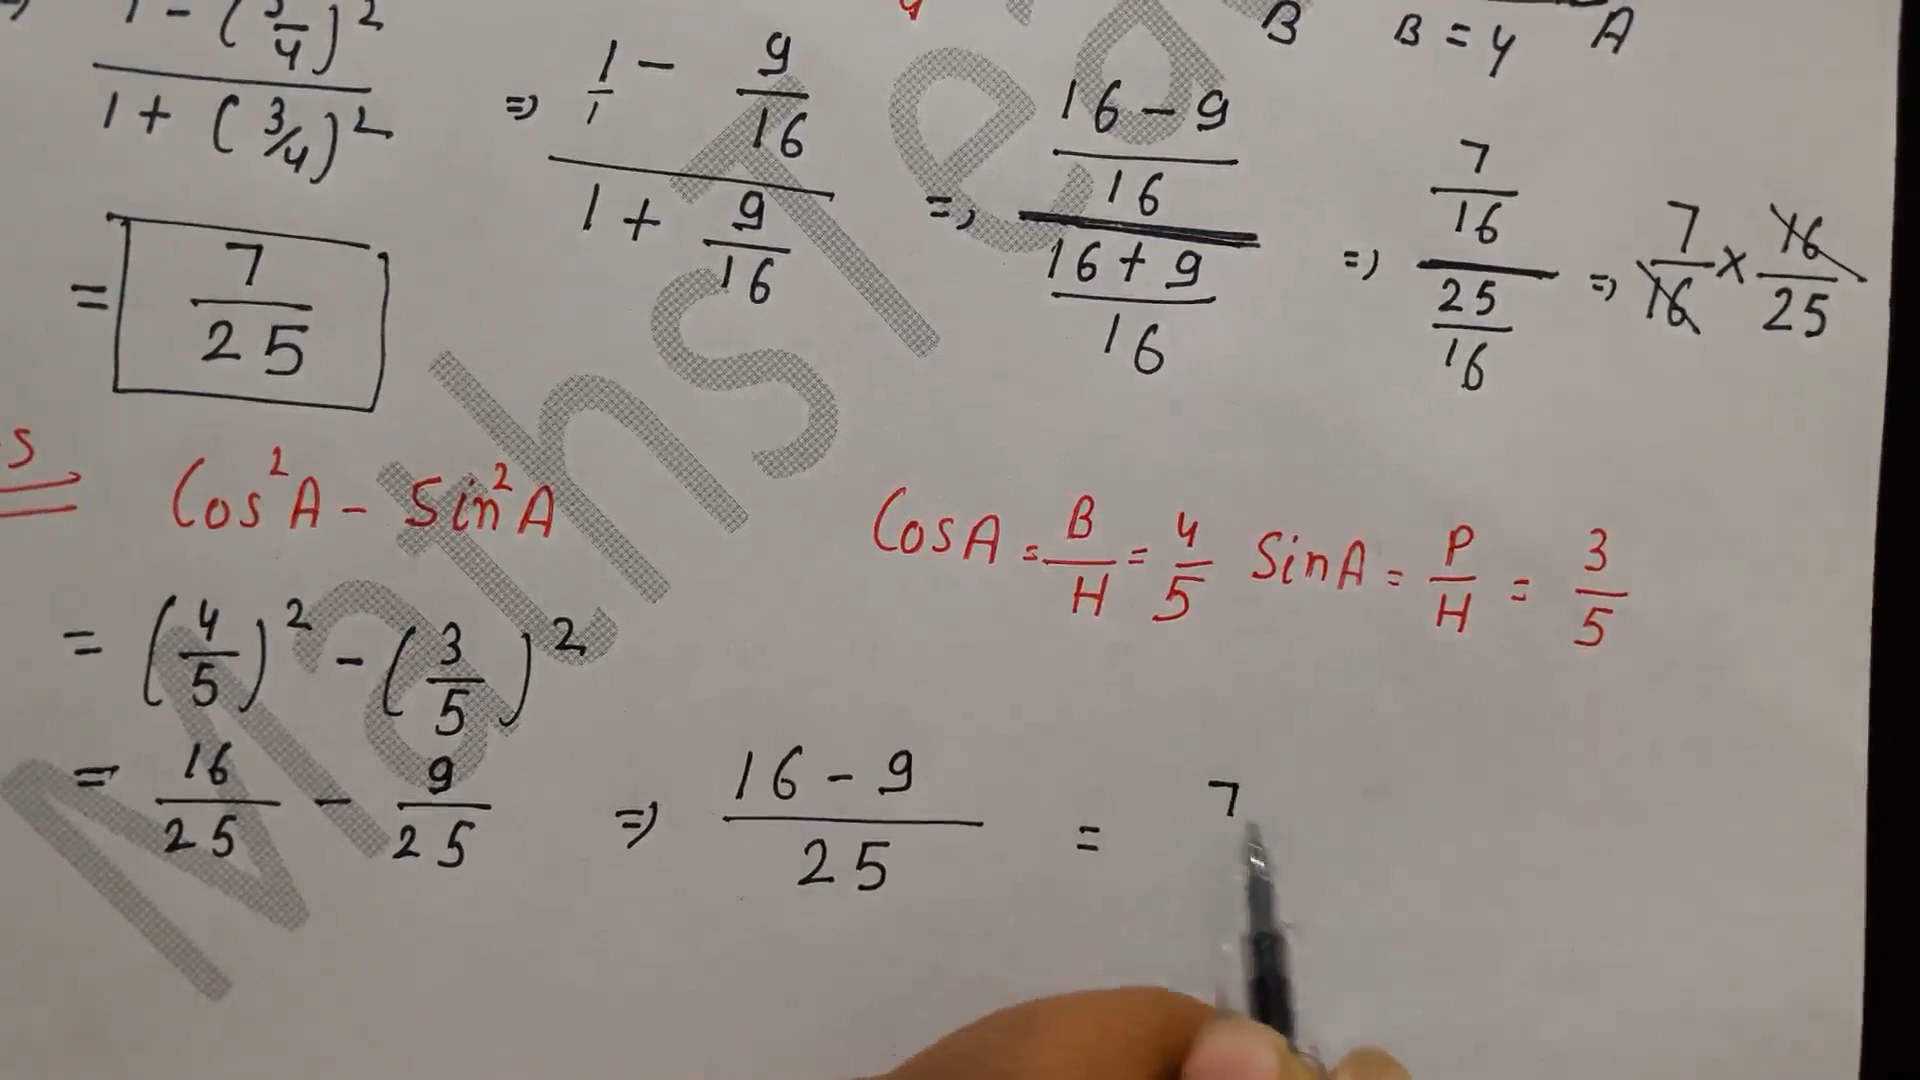 1 - (3/4)²
1 + (3/4)²
=> 1/1 - 9/16
1 + 9/16
=> 16 - 9
16
16 + 9
16
=> 7/16
25/16
=> 7/16 × 16/25
B B = 4 A
= 7/25
S
Cos²A - Sin²A
CosA = B/H = 4/5 SinA = P/H = 3/5
= (4/5)² - (3/5)²
= 16/25 - 9/25 => 16 - 9
25
= 7
Maths Te